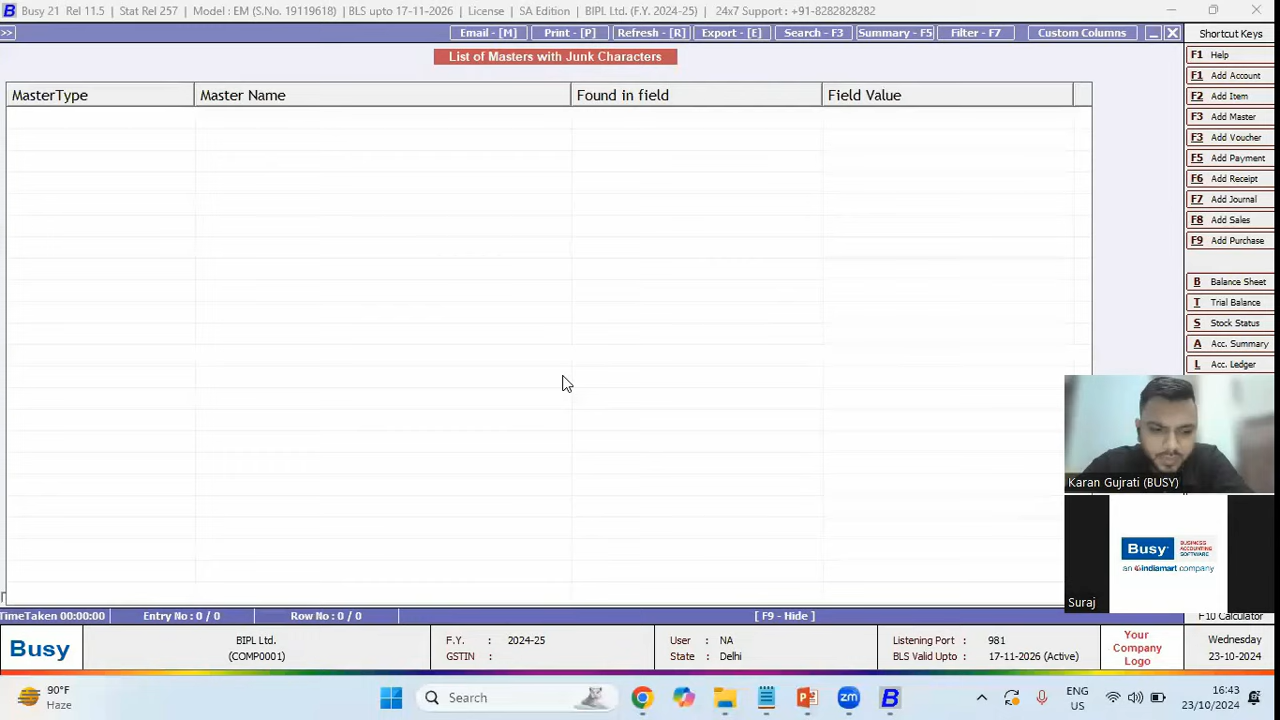 Busy 21 Rel 11.5 | Stat Rel 257 | Model : EM (S.No. 19119618) | BLS upto 17-11-2026 | License | SA Edition | BIPL Ltd. (F.Y. 2024-25) 24x7 Support : +91-8282828282
>> Email - [M] Print - [P] Refresh - [R] Export - [E] Search - F3 Summary - F5 Filter - F7 Custom Columns
Shortcut Keys
List of Masters with Junk Characters
MasterType Master Name Found in field Field Value
F1 Help
F1 Add Account
F2 Add Item
F3 Add Master
F3 Add Voucher
F5 Add Payment
F6 Add Receipt
F7 Add Journal
F8 Add Sales
F9 Add Purchase
B Balance Sheet
T Trial Balance
S Stock Status
A Acc. Summary
L Acc. Ledger
Karan Gujrati (BUSY)
Busy BUSINESS ACCOUNTING SOFTWARE
an indiamart company
Suraj
TimeTaken 00:00:00 Entry No : 0 / 0 Row No : 0 / 0 [ F9 - Hide ] F10 Calculator
Busy
BIPL Ltd.
(COMP0001)
F.Y. : 2024-25
GSTIN :
User : NA
State : Delhi
Listening Port : 981
BLS Valid Upto : 17-11-2026 (Active)
Your
Company
Logo
Wednesday
23-10-2024
90°F
Haze
Search
zm
B
ENG
US
16:43
23/10/2024